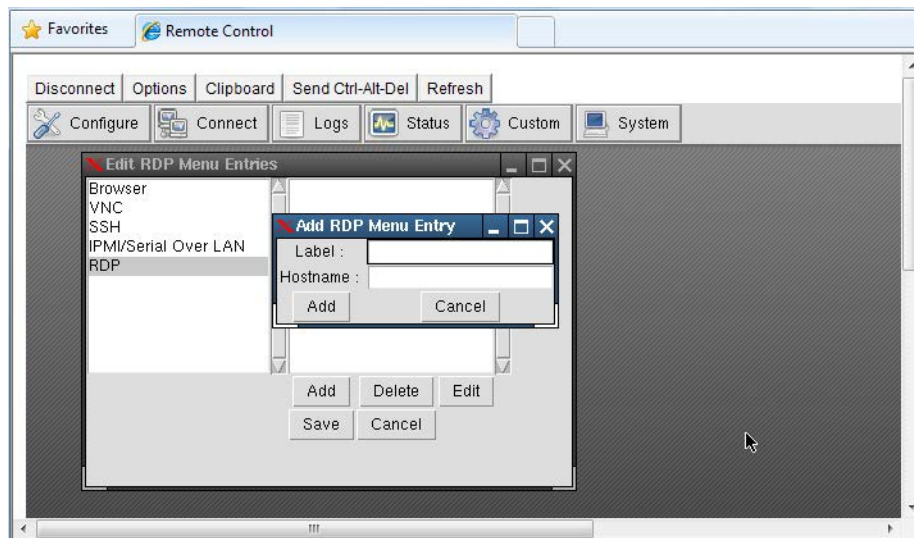 Favorites
Remote Control
Disconnect Options Clipboard Send Ctrl-Alt-Del Refresh
Configure Connect Logs Status Custom System
Edit RDP Menu Entries
Browser
VNC
SSH
IPMI/Serial Over LAN
RDP
Add RDP Menu Entry
Label :
Hostname :
Add Cancel
Add Delete Edit
Save Cancel